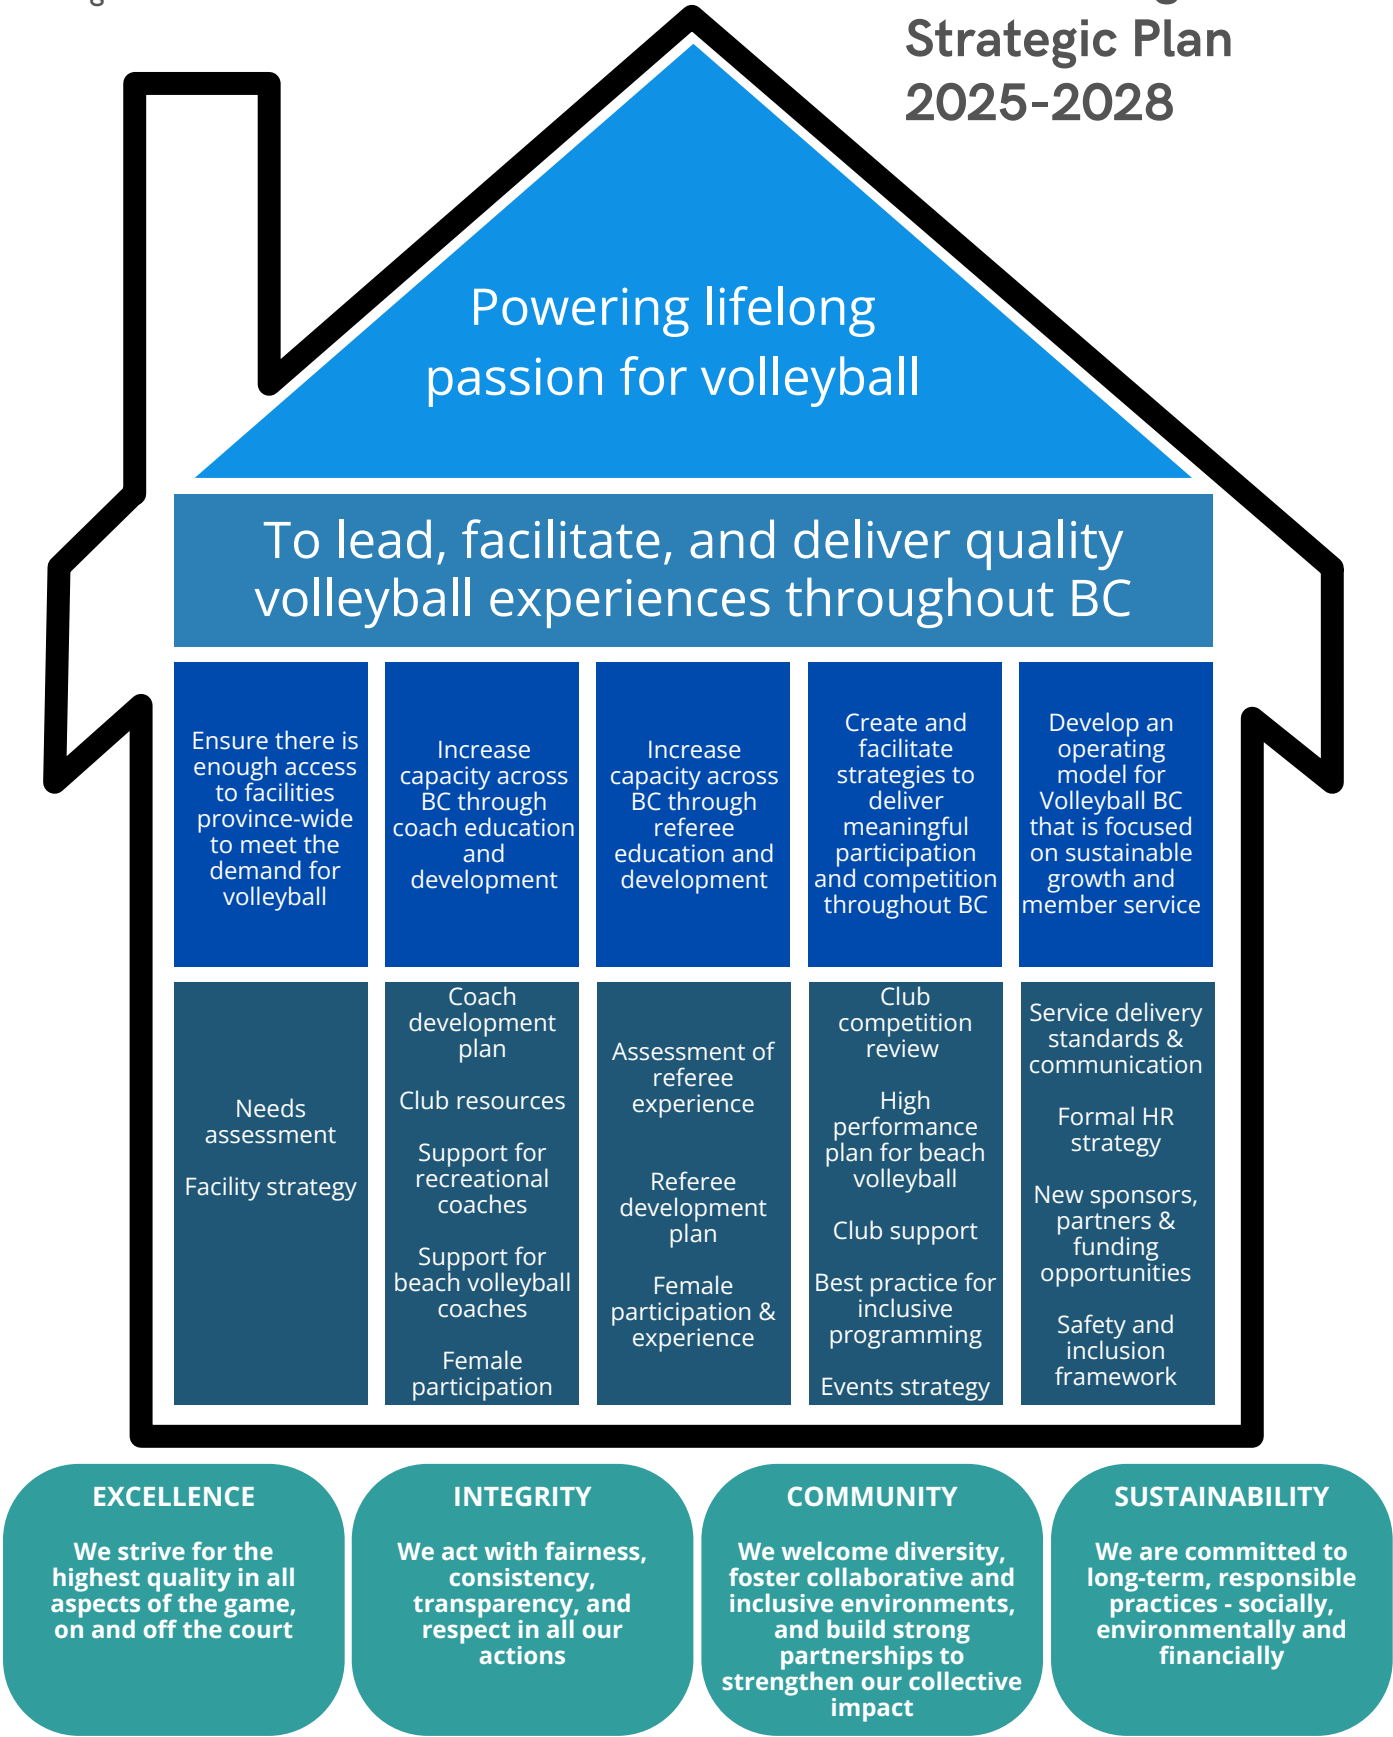 Strategic Plan
2025-2028
Powering lifelong
passion for volleyball
To lead, facilitate, and deliver quality
volleyball experiences throughout BC
Ensure there is
enough access
to facilities
province-wide
to meet the
demand for
volleyball
Increase
capacity across
BC through
coach education
and
development
Increase
capacity across
BC through
referee
education and
development
Create and
facilitate
strategies to
deliver
meaningful
participation
and competition
throughout BC
Develop an
operating
model for
Volleyball BC
that is focused
on sustainable
growth and
member service
Needs
assessment
Facility strategy
Coach
development
plan
Club resources
Support for
recreational
coaches
Support for
beach volleyball
coaches
Female
participation
Assessment of
referee
experience
Referee
development
plan
Female
participation &
experience
Club
competition
review
High
performance
plan for beach
volleyball
Club support
Best practice for
inclusive
programming
Events strategy
Service delivery
standards &
communication
Formal HR
strategy
New sponsors,
partners &
funding
opportunities
Safety and
inclusion
framework
EXCELLENCE
We strive for the
highest quality in all
aspects of the game,
on and off the court
INTEGRITY
We act with fairness,
consistency,
transparency, and
respect in all our
actions
COMMUNITY
We welcome diversity,
foster collaborative and
inclusive environments,
and build strong
partnerships to
strengthen our collective
impact
SUSTAINABILITY
We are committed to
long-term, responsible
practices - socially,
environmentally and
financially